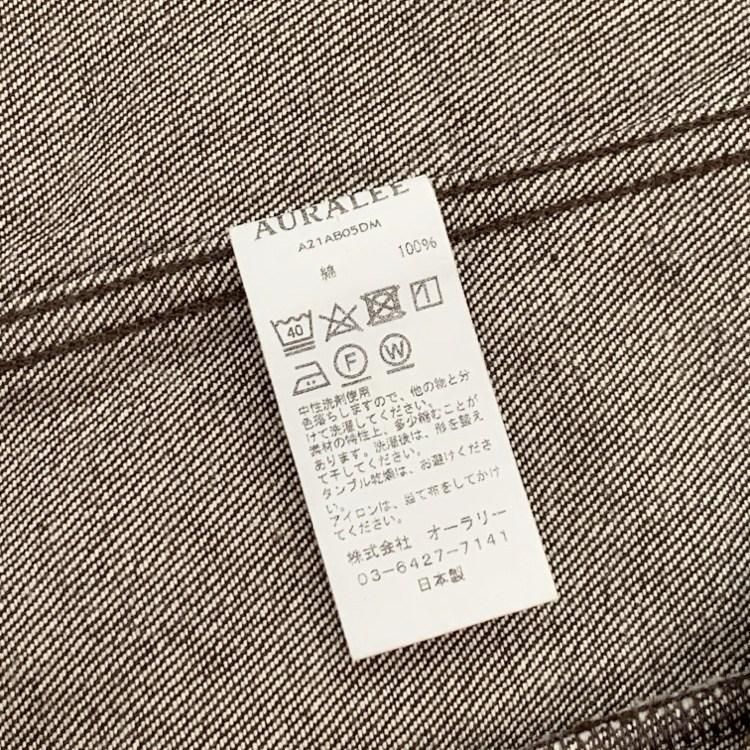 AURALEE
A21AB05DM
綿 100%
40
F W
中性洗剤使用
色落ちしますので、他の物と分
けて洗濯してください。
素材の特性上、多少縮むことが
あります。洗濯後は、形を整え
て干してください。
タンブル乾燥は、お避けくださ
い。
アイロンは、当て布をしてかけ
てください。
株式会社 オーラリー
03-6427-7141
日本製